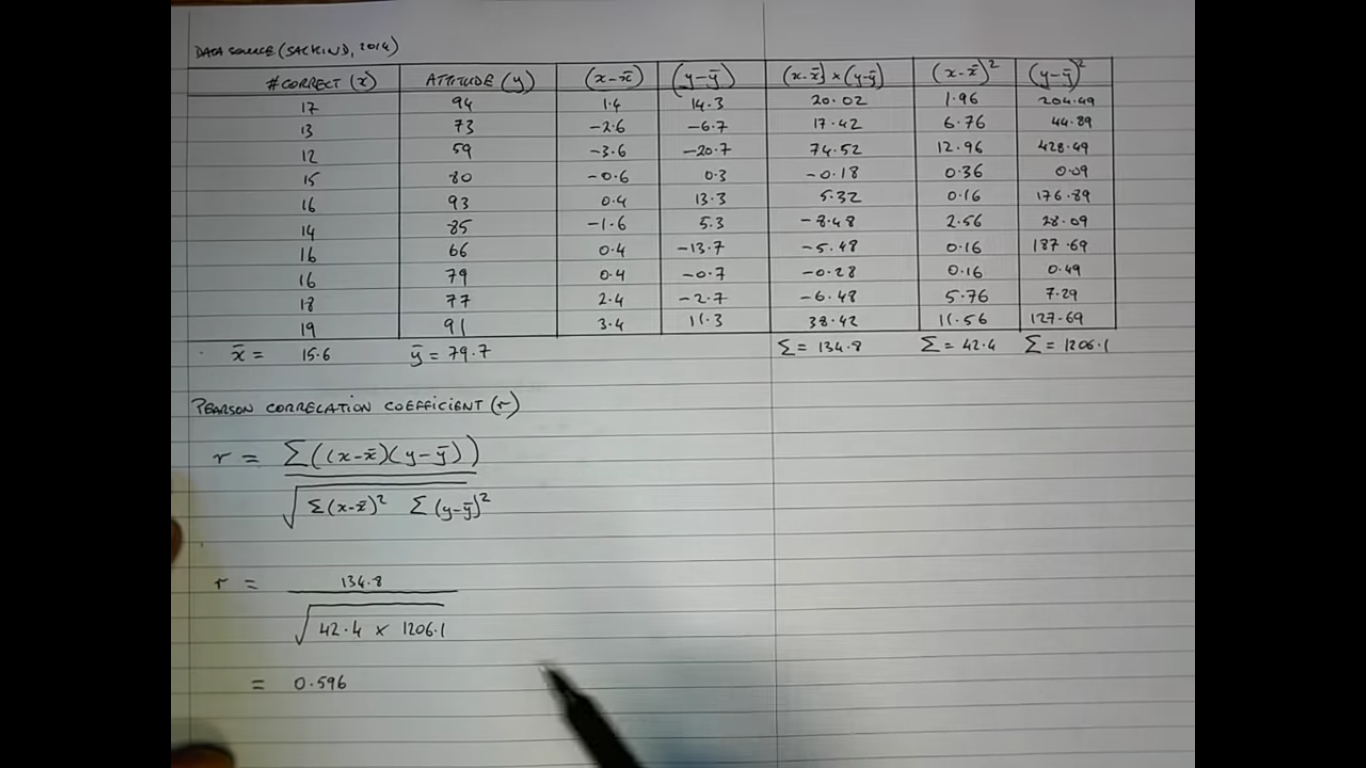 DATA SOURCE (SALKIND, 2014)
#CORRECT (x) ATTITUDE (y) (x-x̄) (y-ȳ) (x-x̄)×(y-ȳ) (x-x̄)² (y-ȳ)²
17 94 1.4 14.3 20.02 1.96 204.49
13 73 -2.6 -6.7 17.42 6.76 44.89
12 59 -3.6 -20.7 74.52 12.96 428.49
15 80 -0.6 0.3 -0.18 0.36 0.09
16 93 0.4 13.3 5.32 0.16 176.89
14 85 -1.6 5.3 -8.48 2.56 28.09
16 66 0.4 -13.7 -5.48 0.16 187.69
16 79 0.4 -0.7 -0.28 0.16 0.49
18 77 2.4 -2.7 -6.48 5.76 7.29
19 91 3.4 11.3 38.42 11.56 127.69
x̄ = 15.6 ȳ = 79.7 Σ = 134.8 Σ = 42.4 Σ = 1206.1
PEARSON CORRELATION COEFFICIENT (r)
r = Σ((x-x̄)(y-ȳ))
√Σ(x-x̄)² Σ(y-ȳ)²
r = 134.8
√42.4 × 1206.1
= 0.596